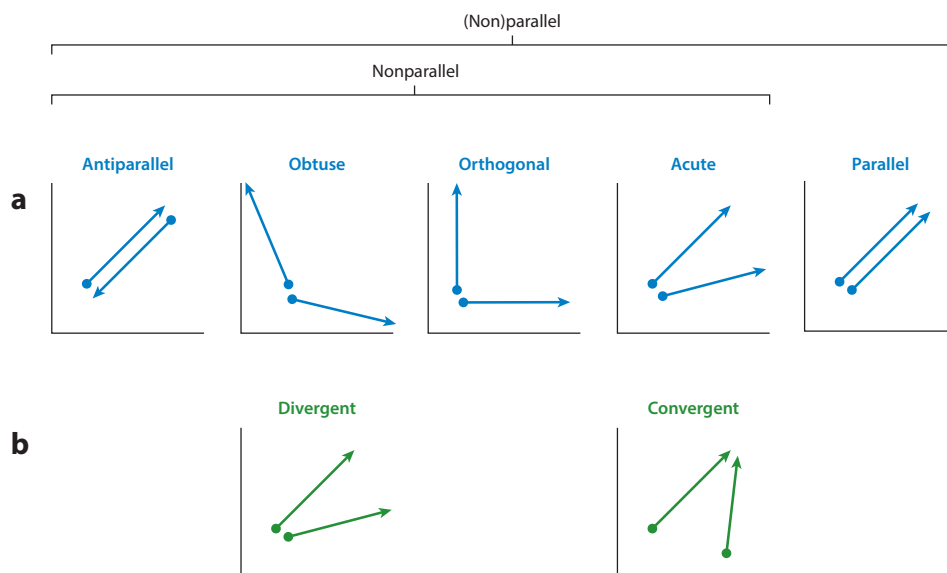 (Non)parallel
Nonparallel
Antiparallel
Obtuse
Orthogonal
Acute
Parallel
a
Divergent
Convergent
b